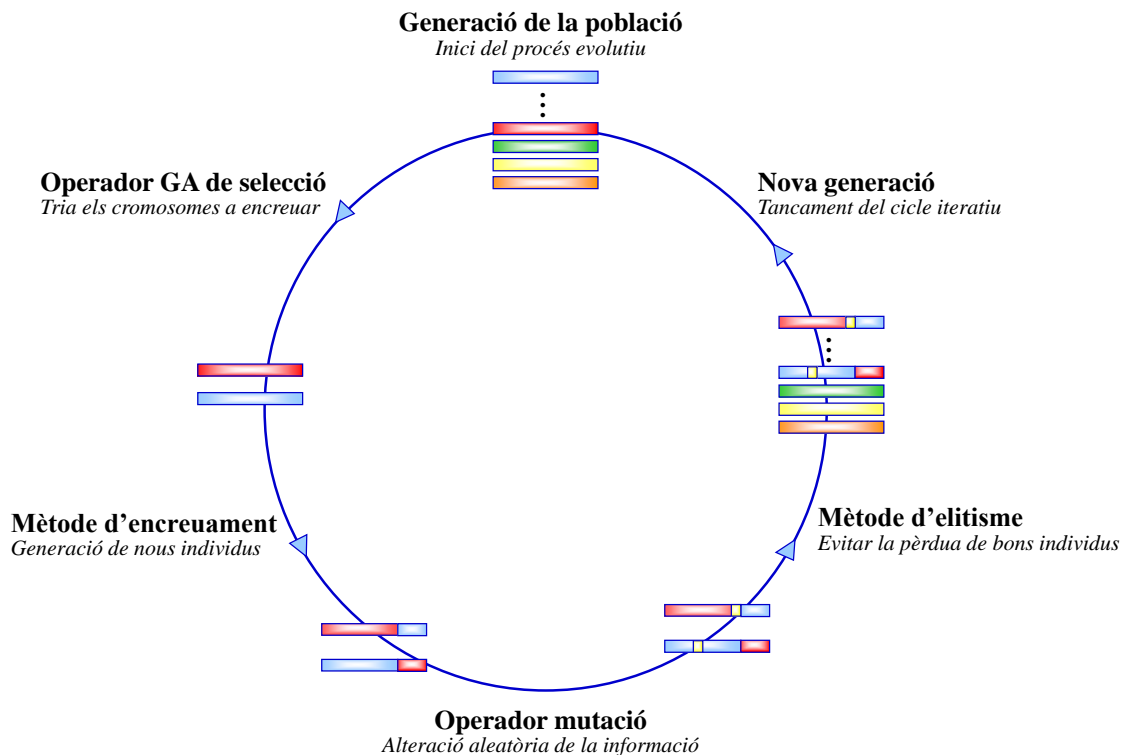 Generació de la població
Inici del procés evolutiu
Operador GA de selecció
Tria els cromosomes a encreuar
Nova generació
Tancament del cicle iteratiu
Mètode d'encreuament
Generació de nous individus
Mètode d'elitisme
Evitar la pèrdua de bons individus
Operador mutació
Alteració aleatòria de la informació